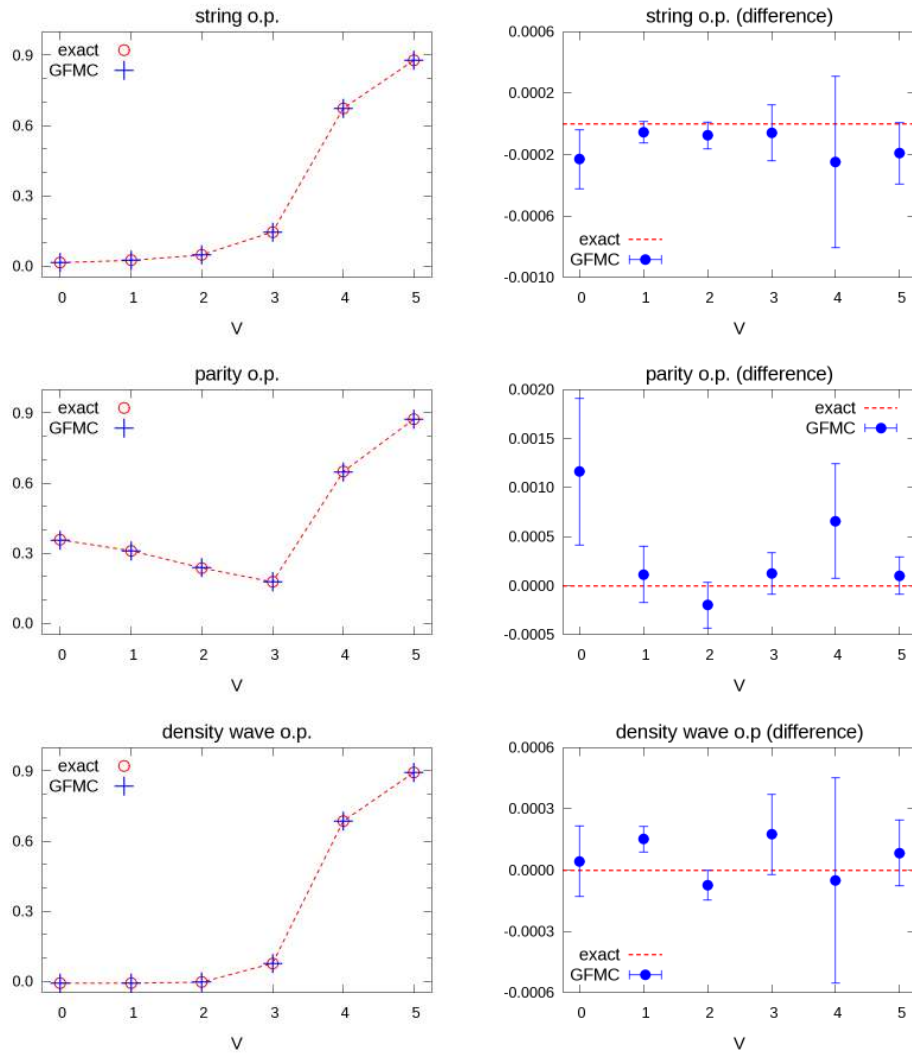 string o.p.
exact
GFMC
0.9
0.6
0.3
0.0
0 1 2 3 4 5
V
string o.p. (difference)
0.0006
0.0002
-0.0002
-0.0006
-0.0010
exact
GFMC
0 1 2 3 4 5
V
parity o.p.
exact
GFMC
0.9
0.6
0.3
0.0
0 1 2 3 4 5
V
parity o.p. (difference)
0.0020
0.0015
0.0010
0.0005
0.0000
-0.0005
exact
GFMC
0 1 2 3 4 5
V
density wave o.p.
exact
GFMC
0.9
0.6
0.3
0.0
0 1 2 3 4 5
V
density wave o.p (difference)
0.0006
0.0003
0.0000
-0.0003
-0.0006
exact
GFMC
0 1 2 3 4 5
V